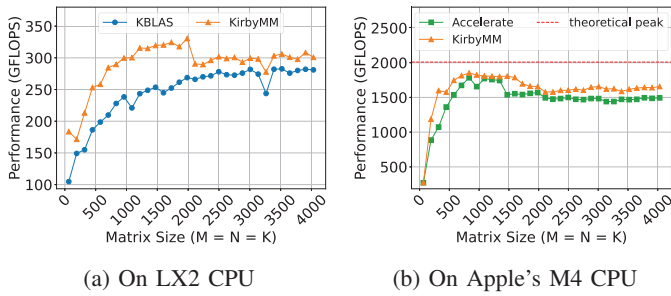 KBLAS KirbyMM
Performance (GFLOPS)
350
300
250
200
150
100
0 500 1000 1500 2000 2500 3000 3500 4000
Matrix Size (M = N = K)
(a) On LX2 CPU
Accelerate theoretical peak
KirbyMM
Performance (GFLOPS)
2500
2000
1500
1000
500
0 500 1000 1500 2000 2500 3000 3500 4000
Matrix Size (M = N = K)
(b) On Apple's M4 CPU